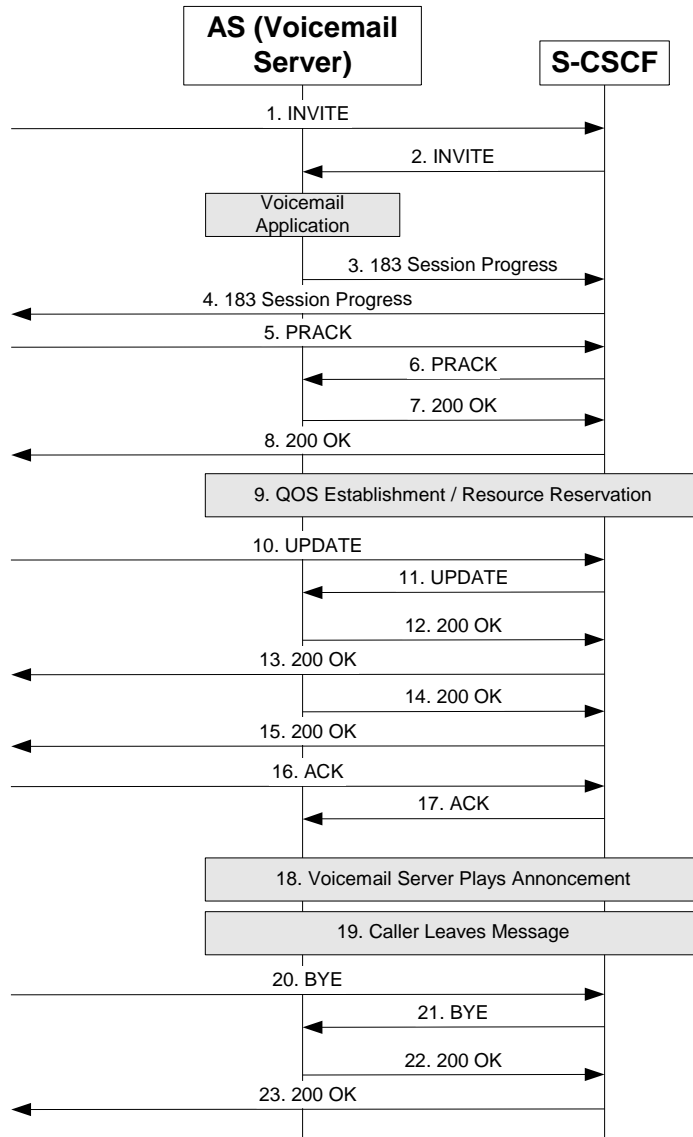 AS (Voicemail
Server)
S-CSCF
1. INVITE
2. INVITE
Voicemail
Application
3. 183 Session Progress
4. 183 Session Progress
5. PRACK
6. PRACK
7. 200 OK
8. 200 OK
9. QOS Establishment / Resource Reservation
10. UPDATE
11. UPDATE
12. 200 OK
13. 200 OK
14. 200 OK
15. 200 OK
16. ACK
17. ACK
18. Voicemail Server Plays Annoncement
19. Caller Leaves Message
20. BYE
21. BYE
22. 200 OK
23. 200 OK